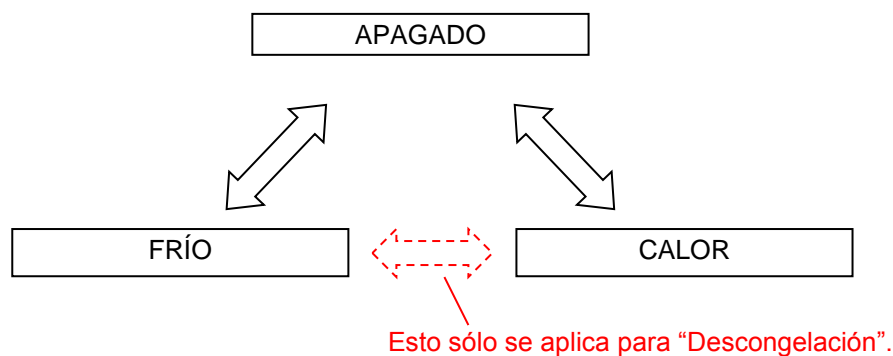 APAGADO
FRÍO
CALOR
Esto sólo se aplica para “Descongelación”.